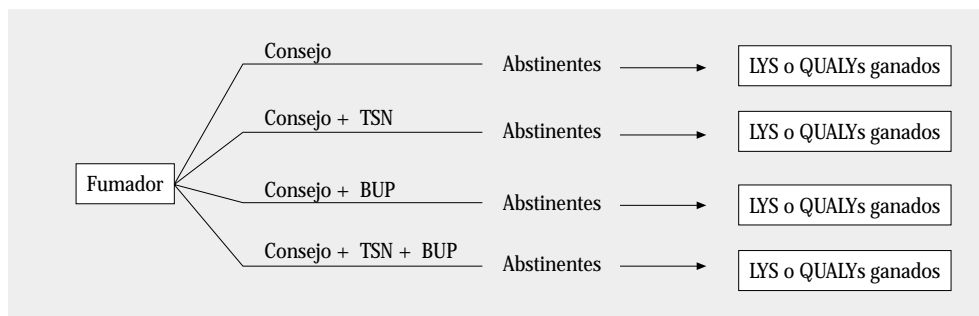 Consejo
Abstinentes
LYS o QUALYs ganados
Consejo + TSN
Abstinentes
LYS o QUALYs ganados
Fumador
Consejo + BUP
Abstinentes
LYS o QUALYs ganados
Consejo + TSN + BUP
Abstinentes
LYS o QUALYs ganados